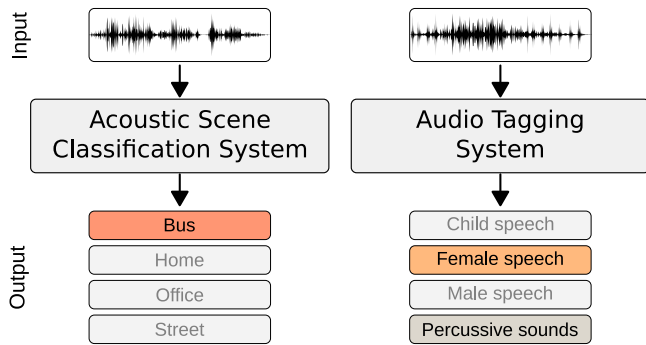 Input
Acoustic Scene
Classification System
Audio Tagging
System
Output
Bus
Home
Office
Street
Child speech
Female speech
Male speech
Percussive sounds